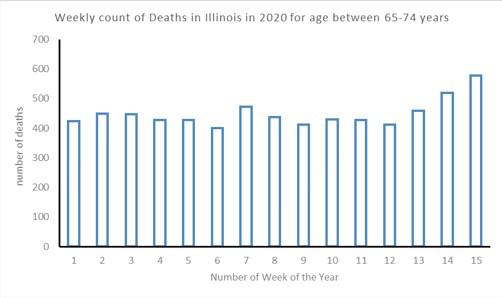 Weekly count of Deaths in Illinois in 2020 for age between 65-74 years
700
600
500
400
300
200
100
0
number of deaths
1 2 3 4 5 6 7 8 9 10 11 12 13 14 15
Number of Week of the Year